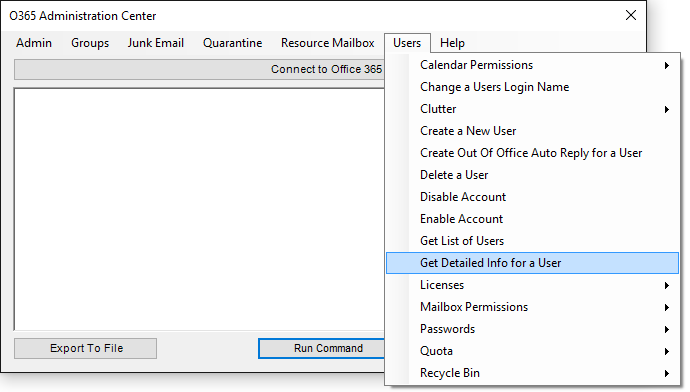 O365 Administration Center
Admin Groups Junk Email Quarantine Resource Mailbox Users Help
Connect to Office 365
Calendar Permissions
Change a Users Login Name
Clutter
Create a New User
Create Out Of Office Auto Reply for a User
Delete a User
Disable Account
Enable Account
Get List of Users
Get Detailed Info for a User
Licenses
Mailbox Permissions
Passwords
Quota
Recycle Bin
Export To File
Run Command